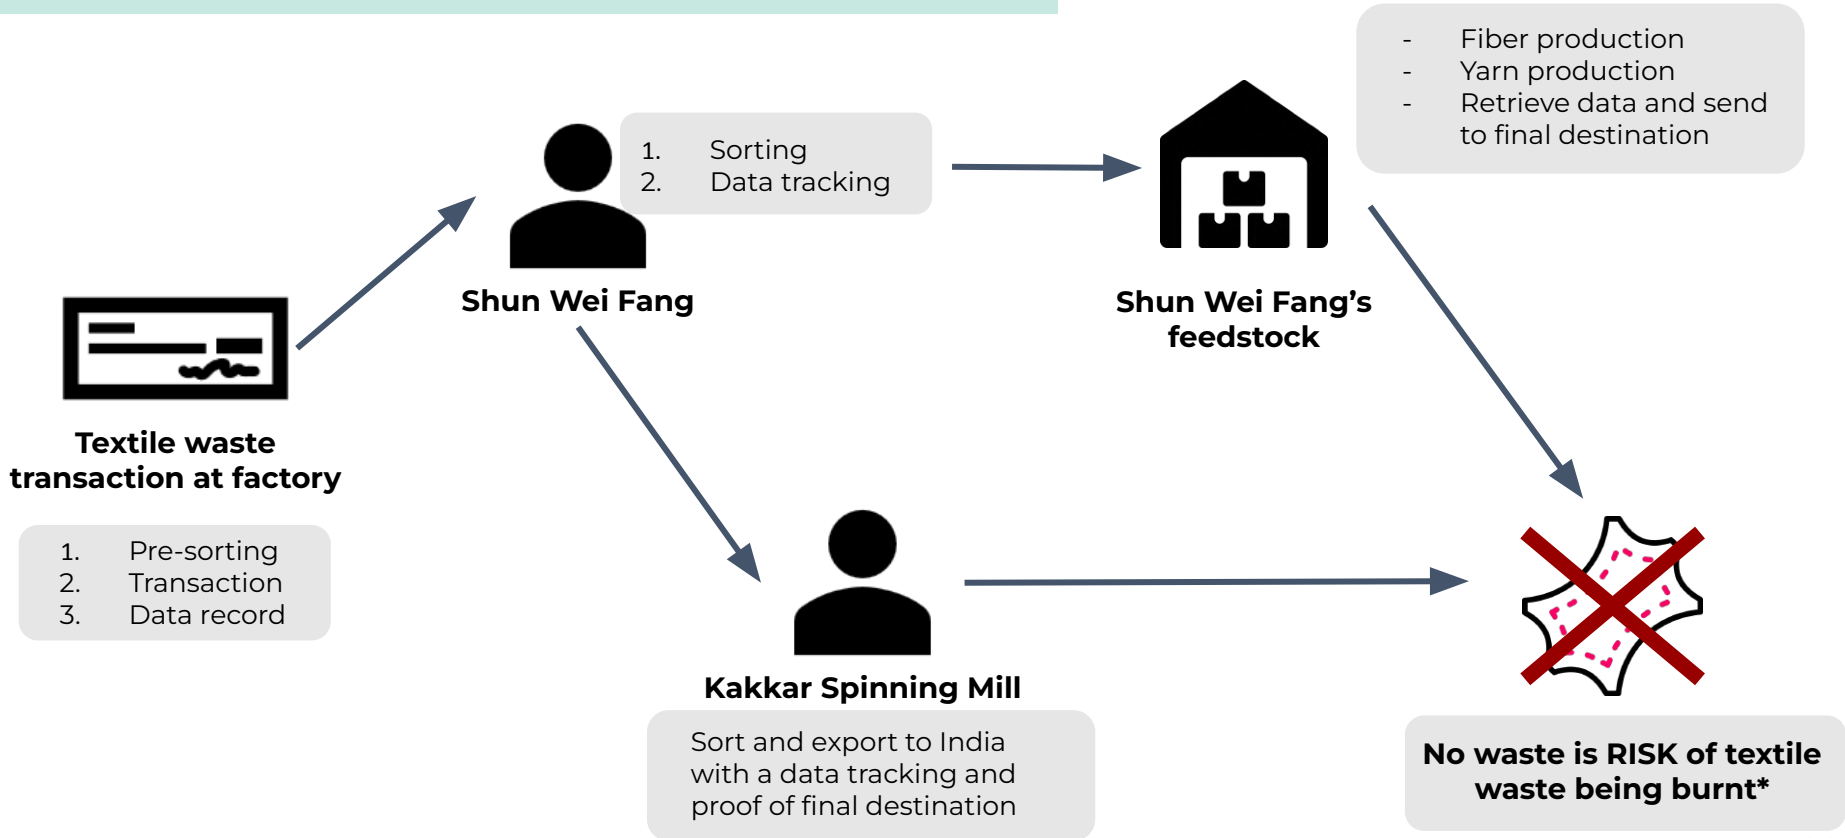 - Fiber production
- Yarn production
- Retrieve data and send
to final destination
1. Sorting
2. Data tracking
Shun Wei Fang
Shun Wei Fang’s
feedstock
Textile waste
transaction at factory
1. Pre-sorting
2. Transaction
3. Data record
Kakkar Spinning Mill
Sort and export to India
with a data tracking and
proof of final destination
No waste is RISK of textile
waste being burnt*